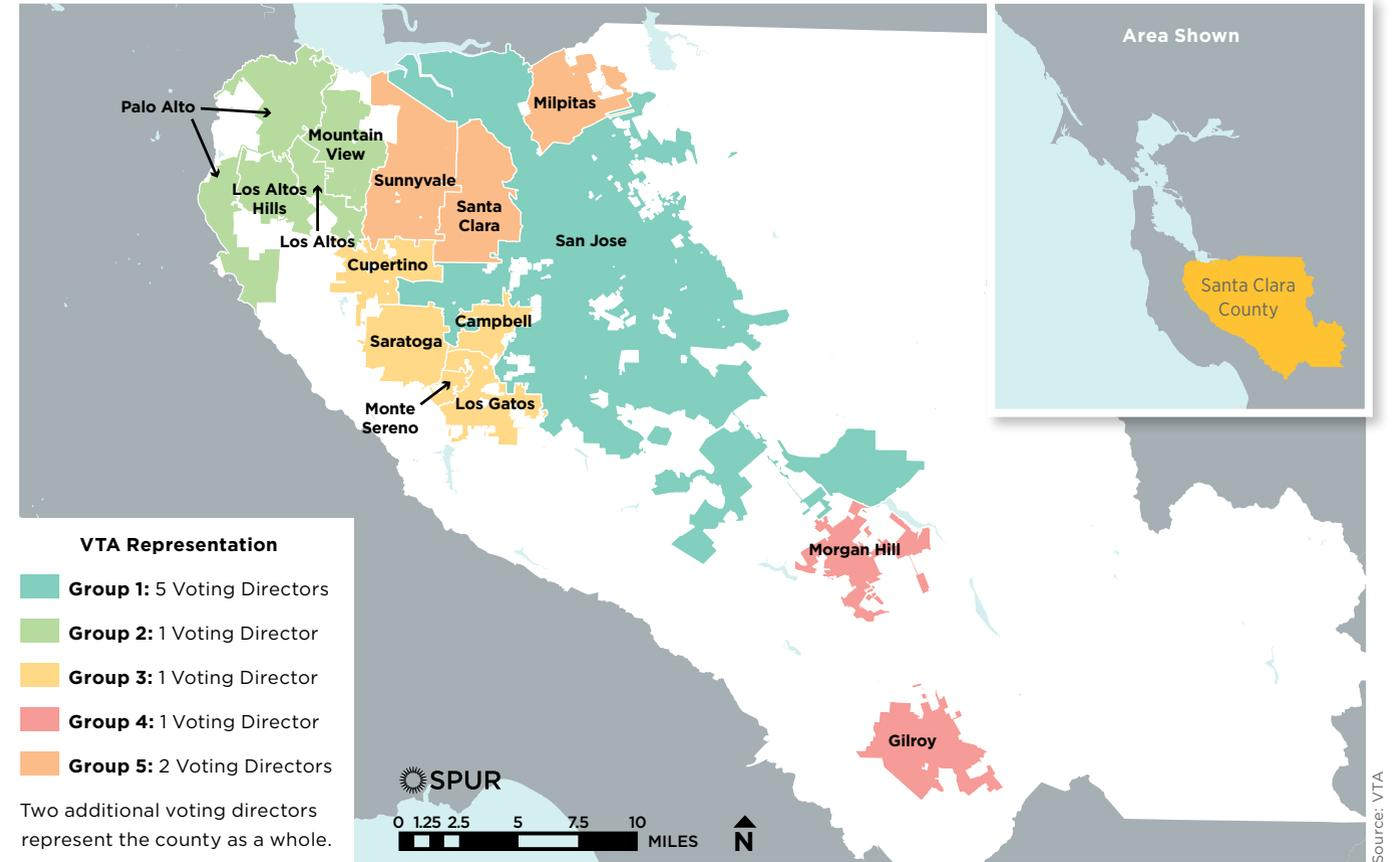 Area Shown
Santa Clara
County
Palo Alto
Milpitas
Mountain
View
Sunnyvale
Los Altos
Hills
Santa
Clara
Los Altos
San Jose
Cupertino
Campbell
Saratoga
Monte
Sereno
Los Gatos
Morgan Hill
Gilroy
VTA Representation
Group 1: 5 Voting Directors
Group 2: 1 Voting Director
Group 3: 1 Voting Director
Group 4: 1 Voting Director
Group 5: 2 Voting Directors
Two additional voting directors
represent the county as a whole.
SPUR
0 1.25 2.5 5 7.5 10
MILES
N
Source: VTA